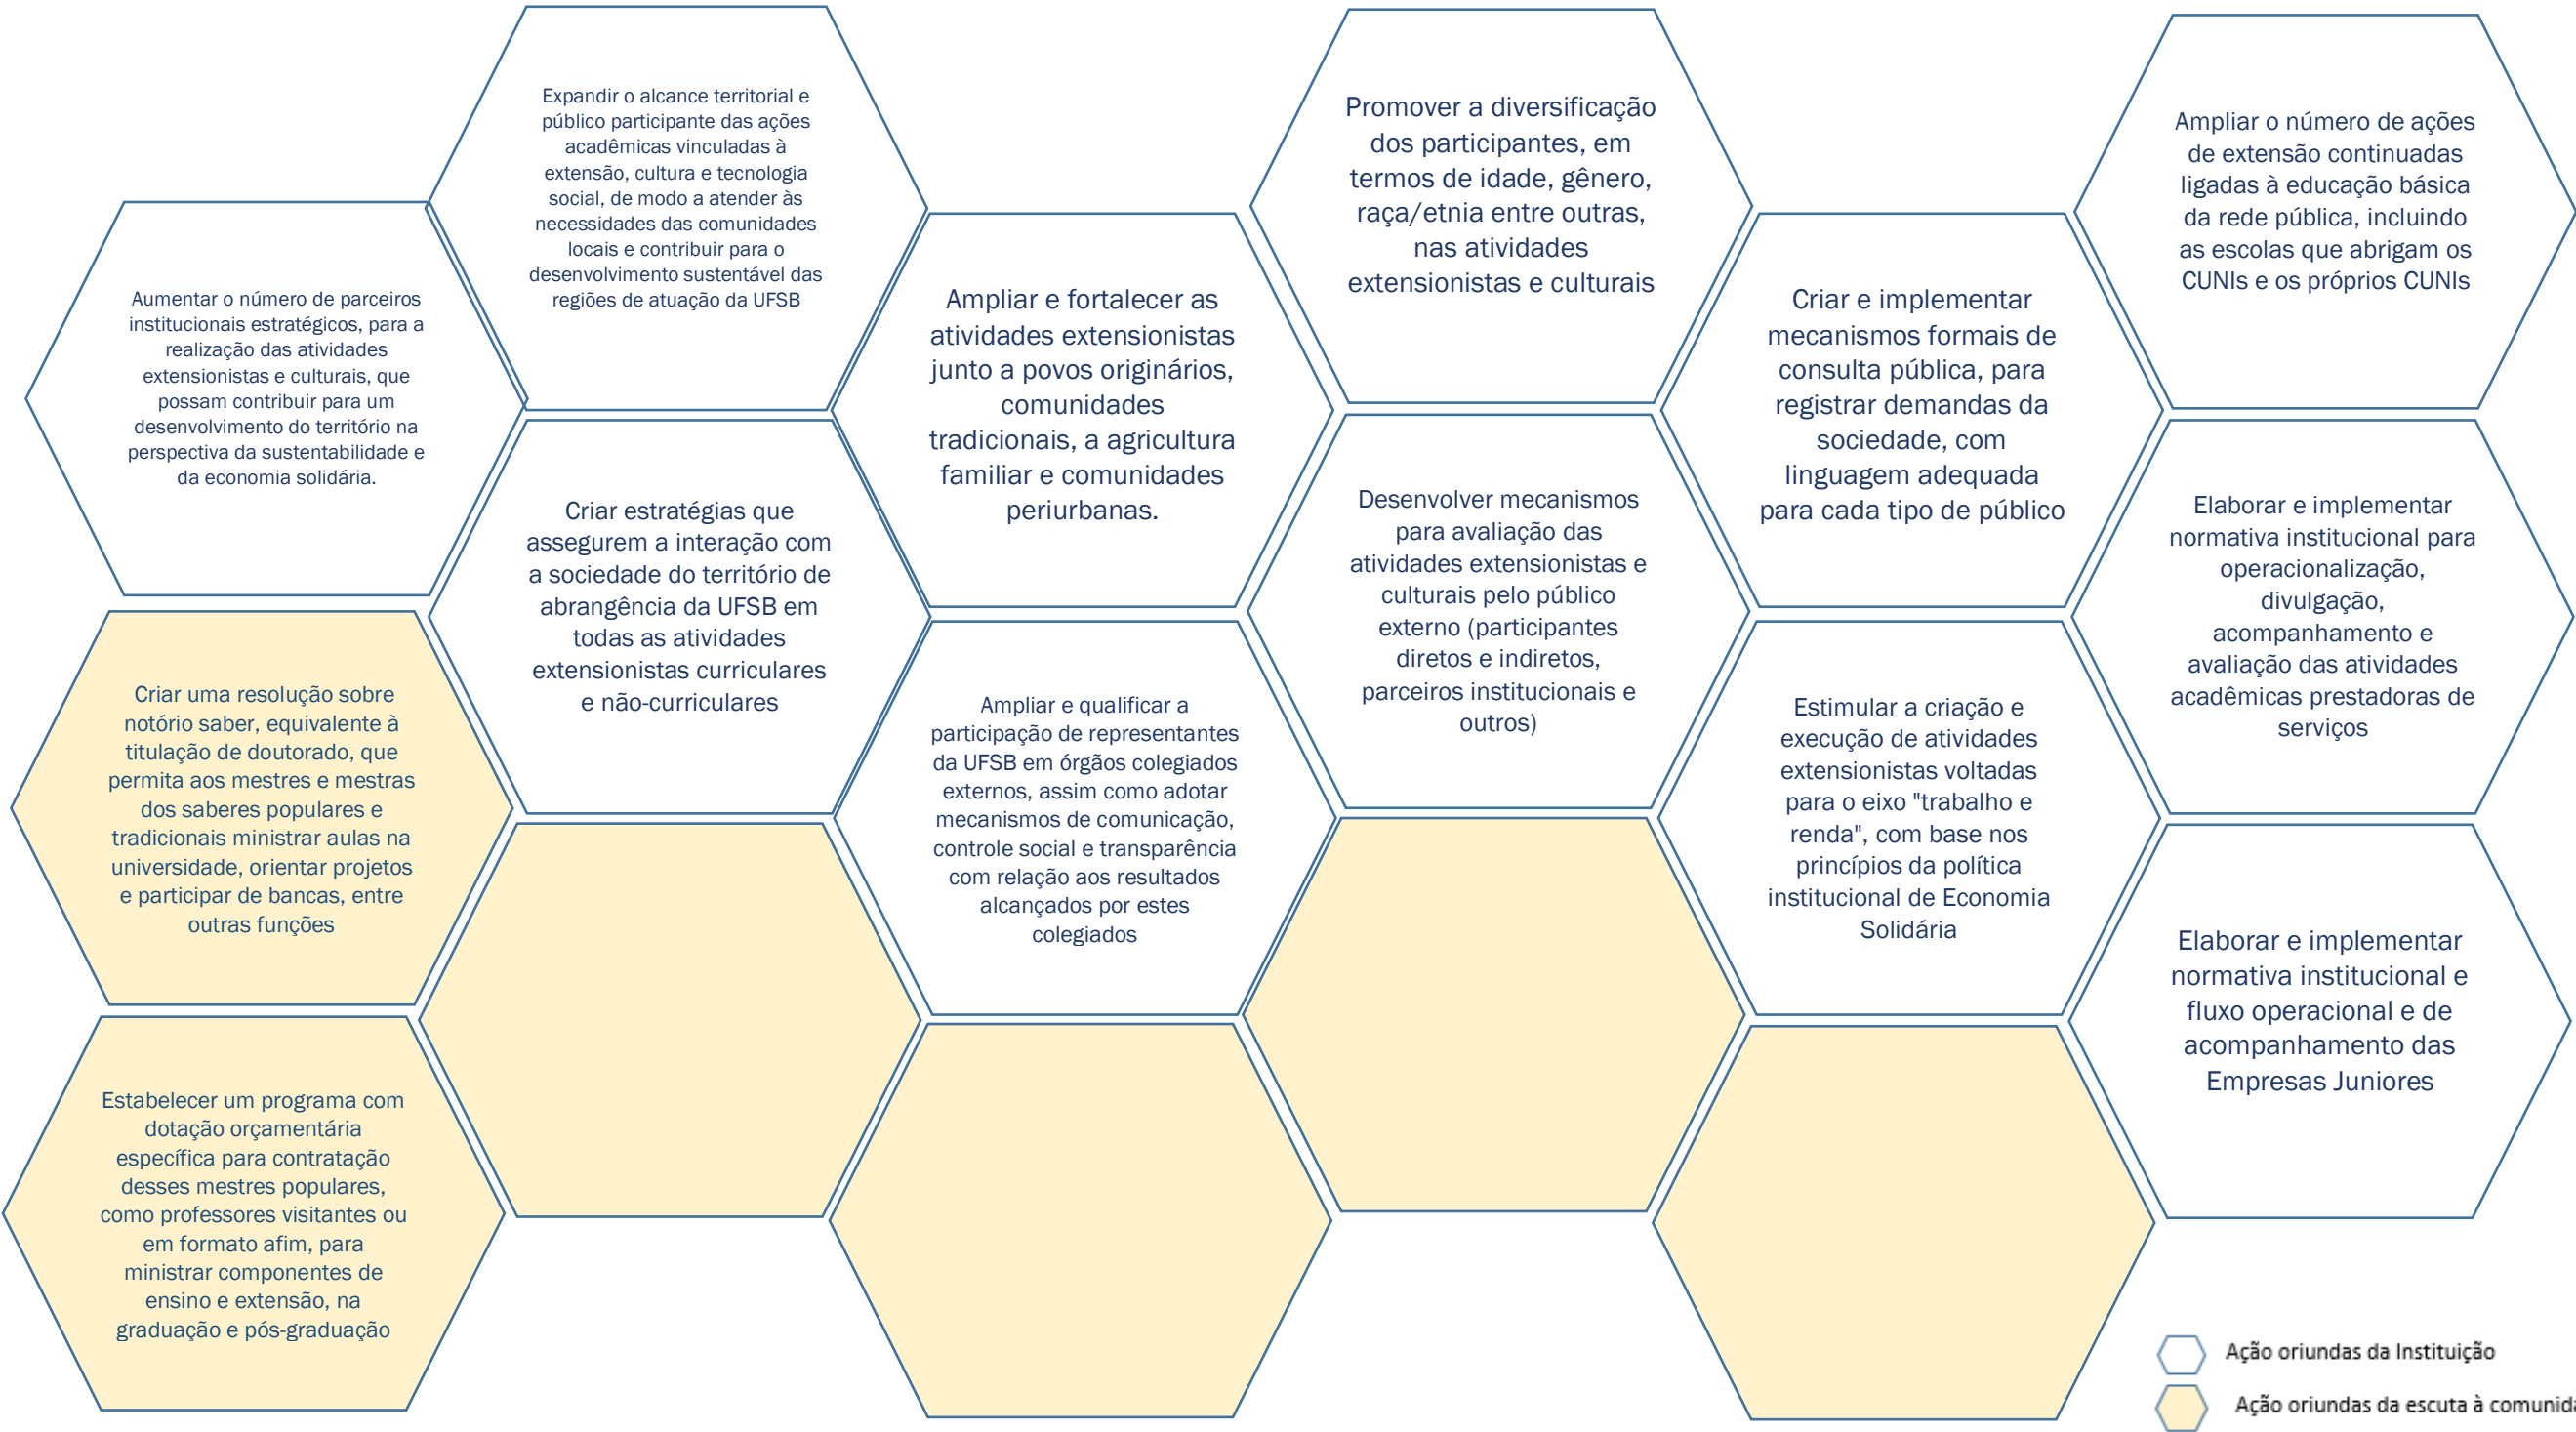 Expandir o alcance territorial e
público participante das ações
acadêmicas vinculadas à
extensão, cultura e tecnologia
social, de modo a atender às
necessidades das comunidades
locais e contribuir para o
desenvolvimento sustentável das
regiões de atuação da UFSB
Promover a diversificação
dos participantes, em
termos de idade, gênero,
raça/etnia entre outras,
nas atividades
extensionistas e culturais
Ampliar o número de ações
de extensão continuadas
ligadas à educação básica
da rede pública, incluindo
as escolas que abrigam os
CUNIs e os próprios CUNIs
Aumentar o número de parceiros
institucionais estratégicos, para a
realização das atividades
extensionistas e culturais, que
possam contribuir para um
desenvolvimento do território na
perspectiva da sustentabilidade e
da economia solidária.
Ampliar e fortalecer as
atividades extensionistas
junto a povos originários,
comunidades
tradicionais, a agricultura
familiar e comunidades
periurbanas.
Criar e implementar
mecanismos formais de
consulta pública, para
registrar demandas da
sociedade, com
linguagem adequada
para cada tipo de público
Criar estratégias que
assegurem a interação com
a sociedade do território de
abrangência da UFSB em
todas as atividades
extensionistas curriculares
e não-curriculares
Desenvolver mecanismos
para avaliação das
atividades extensionistas e
culturais pelo público
externo (participantes
diretos e indiretos,
parceiros institucionais e
outros)
Elaborar e implementar
normativa institucional para
operacionalização,
divulgação,
acompanhamento e
avaliação das atividades
acadêmicas prestadoras de
serviços
Criar uma resolução sobre
notório saber, equivalente à
titulação de doutorado, que
permita aos mestres e mestras
dos saberes populares e
tradicionais ministrar aulas na
universidade, orientar projetos
e participar de bancas, entre
outras funções
Ampliar e qualificar a
participação de representantes
da UFSB em órgãos colegiados
externos, assim como adotar
mecanismos de comunicação,
controle social e transparência
com relação aos resultados
alcançados por estes
colegiados
Estimular a criação e
execução de atividades
extensionistas voltadas
para o eixo "trabalho e
renda", com base nos
princípios da política
institucional de Economia
Solidária
Elaborar e implementar
normativa institucional e
fluxo operacional e de
acompanhamento das
Empresas Juniores
Estabelecer um programa com
dotação orçamentária
específica para contratação
desses mestres populares,
como professores visitantes ou
em formato afim, para
ministrar componentes de
ensino e extensão, na
graduação e pós-graduação
Ação oriundas da Instituição
Ação oriundas da escuta à